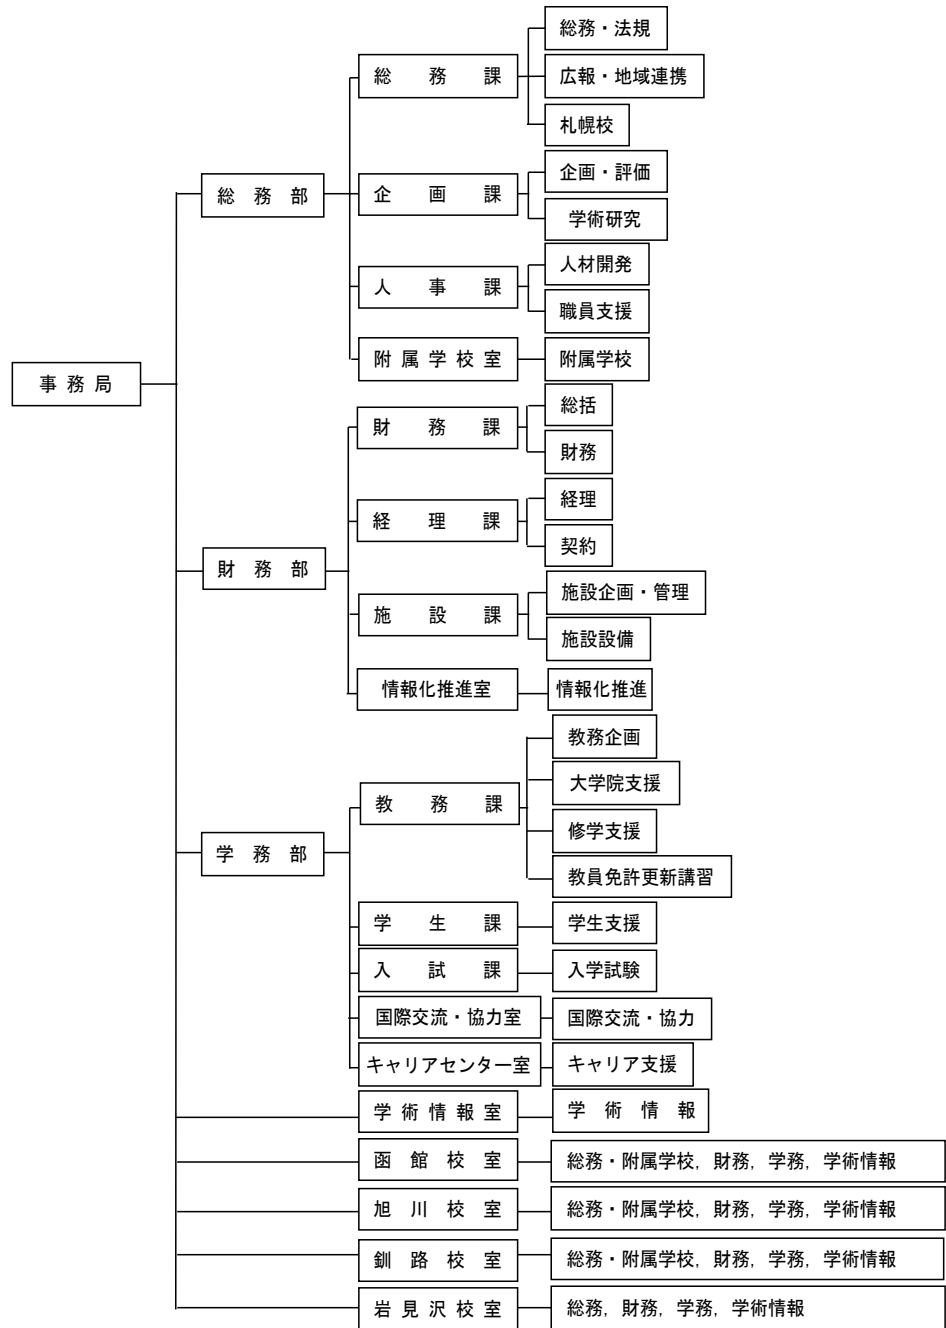 事務局
総務部
総務課
総務・法規
広報・地域連携
札幌校
企画課
企画・評価
学術研究
人事課
人材開発
職員支援
附属学校室
附属学校
財務部
財務課
総括
財務
経理課
経理
契約
施設課
施設企画・管理
施設設備
情報化推進室
情報化推進
学務部
教務課
教務企画
大学院支援
修学支援
教員免許更新講習
学生課
学生支援
入試課
入学試験
国際交流・協力室
国際交流・協力
キャリアセンター室
キャリア支援
学術情報室
学術情報
函館校室
総務・附属学校, 財務, 学務, 学術情報
旭川校室
総務・附属学校, 財務, 学務, 学術情報
釧路校室
総務・附属学校, 財務, 学務, 学術情報
岩見沢校室
総務, 財務, 学務, 学術情報